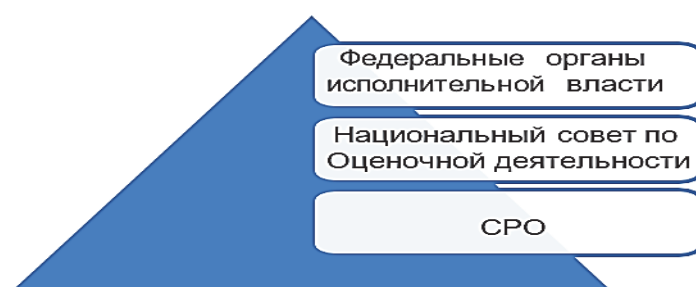 Федеральные органы
исполнительной власти
Национальный совет по
Оценочной деятельности
СРО